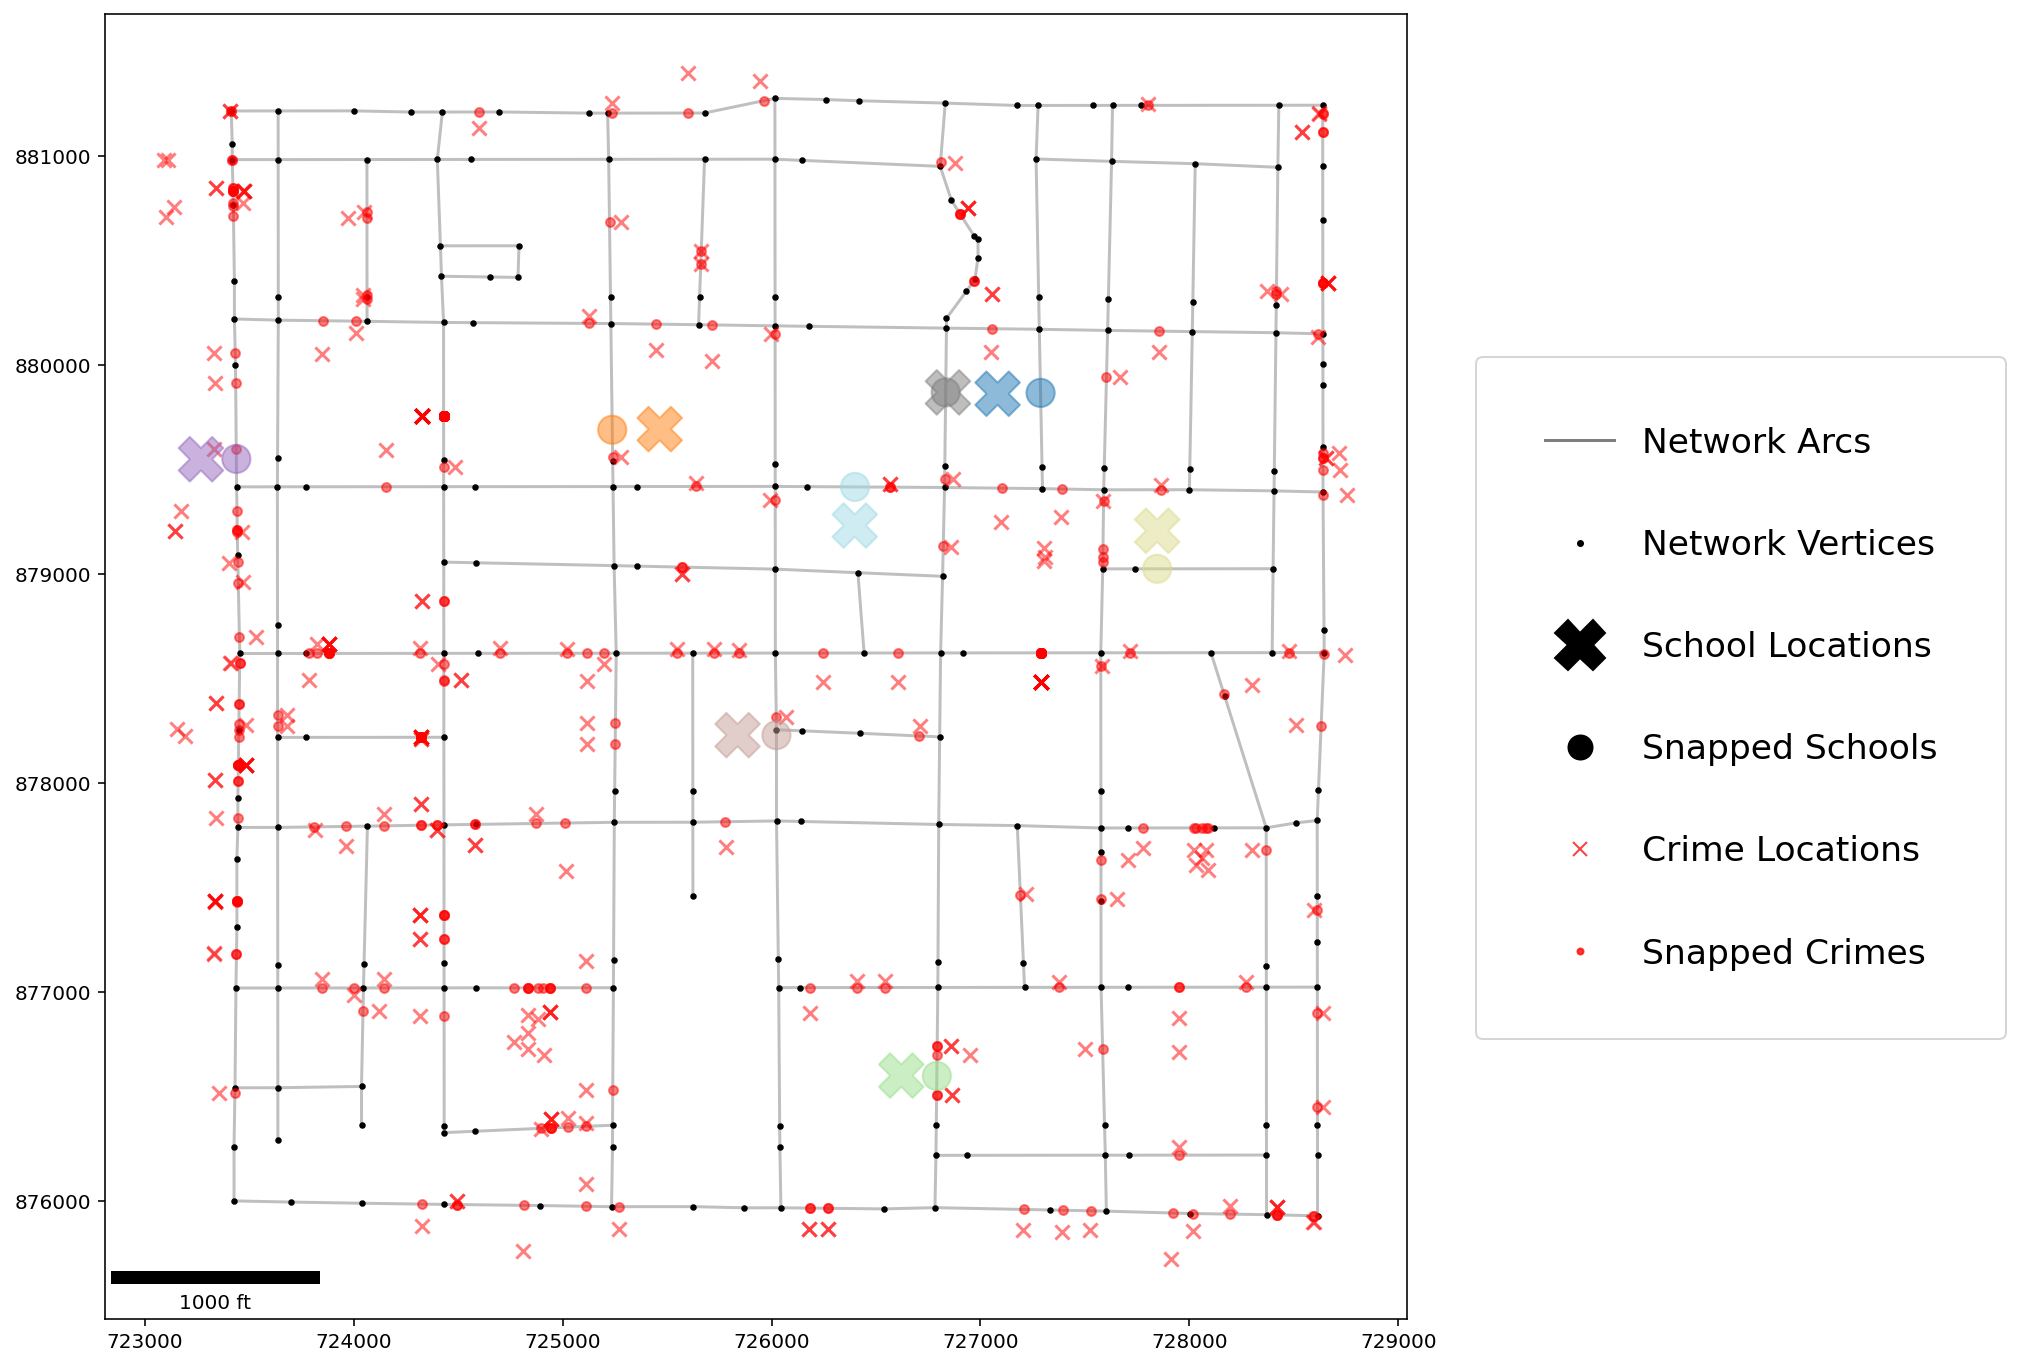 881000
880000
879000
878000
877000
876000
1000 ft
723000 724000 725000 726000 727000 728000 729000
Network Arcs
Network Vertices
School Locations
Snapped Schools
Crime Locations
Snapped Crimes